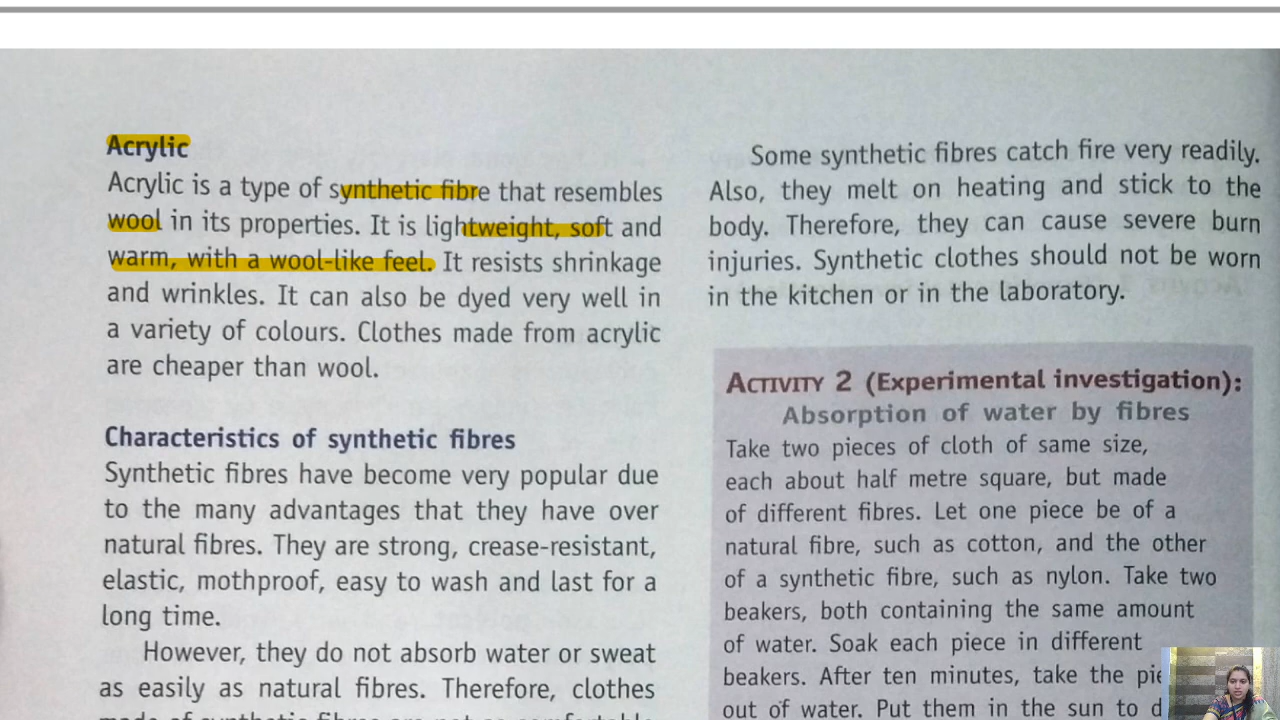 Acrylic
Acrylic is a type of synthetic fibre that resembles
wool in its properties. It is lightweight, soft and
warm, with a wool-like feel. It resists shrinkage
and wrinkles. It can also be dyed very well in
a variety of colours. Clothes made from acrylic
are cheaper than wool.
Characteristics of synthetic fibres
Synthetic fibres have become very popular due
to the many advantages that they have over
natural fibres. They are strong, crease-resistant,
elastic, mothproof, easy to wash and last for a
long time.
However, they do not absorb water or sweat
as easily as natural fibres. Therefore, clothes
made of synthetic fibres are not as comfortable
Some synthetic fibres catch fire very readily.
Also, they melt on heating and stick to the
body. Therefore, they can cause severe burn
injuries. Synthetic clothes should not be worn
in the kitchen or in the laboratory.
ACTIVITY 2 (Experimental investigation):
Absorption of water by fibres
Take two pieces of cloth of same size,
each about half metre square, but made
of different fibres. Let one piece be of a
natural fibre, such as cotton, and the other
of a synthetic fibre, such as nylon. Take two
beakers, both containing the same amount
of water. Soak each piece in different
beakers. After ten minutes, take the pie
out of water. Put them in the sun to d